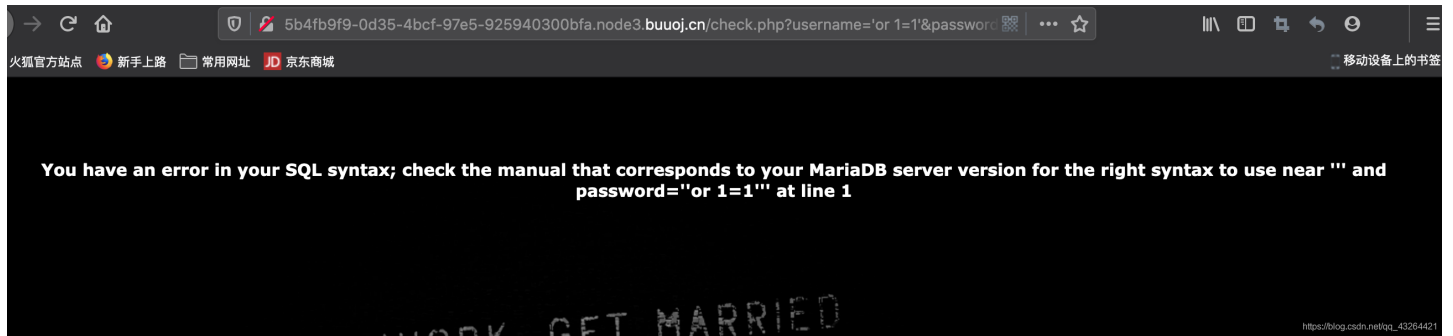 5b4fb9f9-0d35-4bcf-97e5-925940300bfa.node3.buuoj.cn/check.php?username='or 1=1'&password
火狐官方站点 新手上路 常用网址 JD 京东商城 移动设备上的书签
You have an error in your SQL syntax; check the manual that corresponds to your MariaDB server version for the right syntax to use near ''' and
password=''or 1=1''' at line 1
WORK GET MARRIED
https://blog.csdn.net/qq_43264421